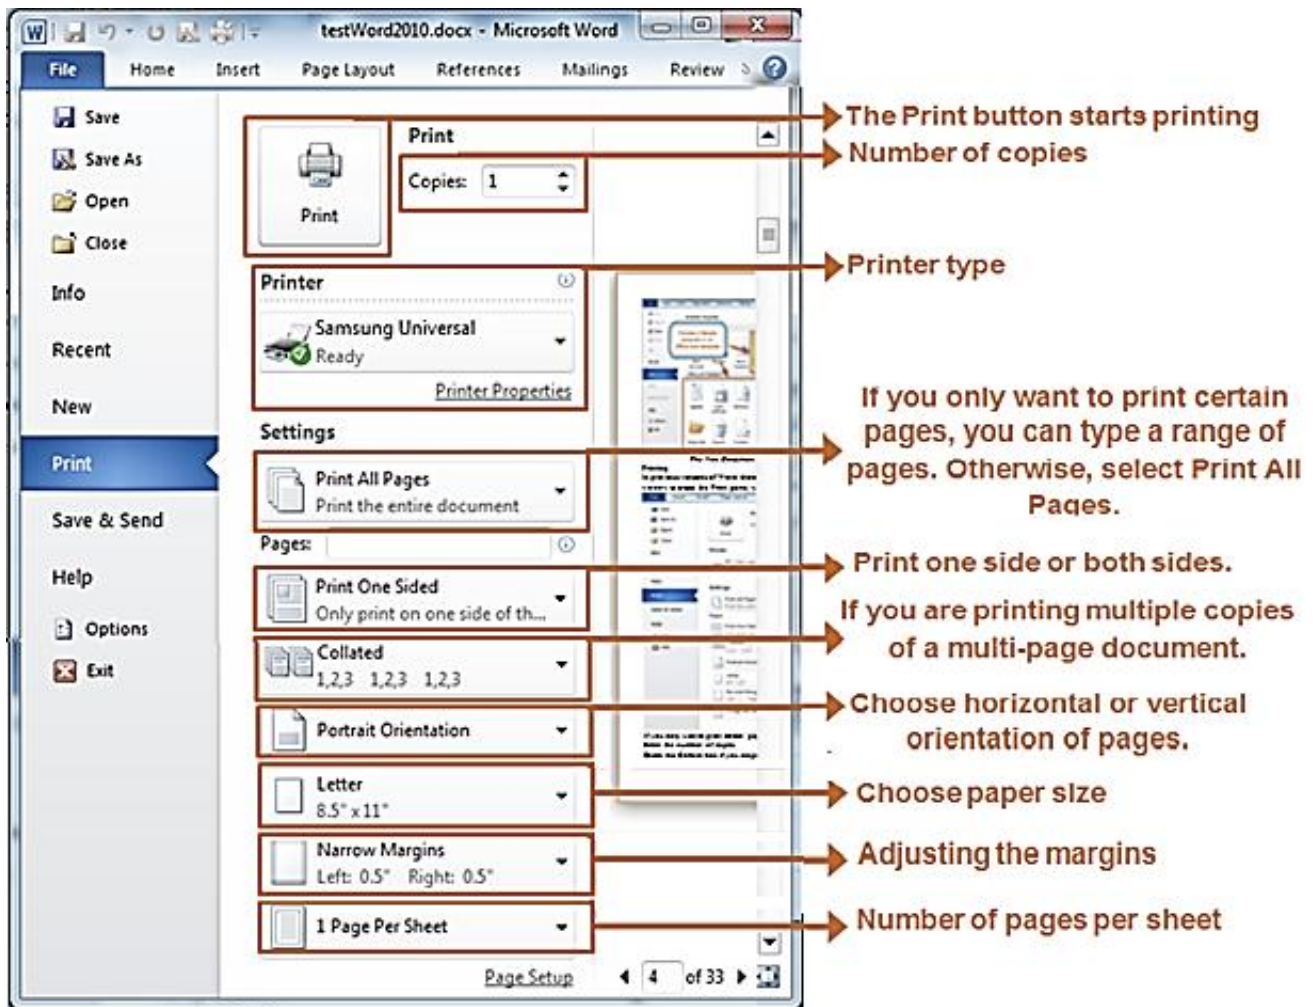 testWord2010.docx - Microsoft Word
File Home Insert Page Layout References Mailings Review
Save
Save As
Open
Close
Info
Recent
New
Print
Save & Send
Help
Options
Exit
Print
Print
Copies: 1
Printer
Samsung Universal
Ready
Printer Properties
Settings
Print All Pages
Print the entire document
Pages:
Print One Sided
Only print on one side of th...
Collated
1,2,3 1,2,3 1,2,3
Portrait Orientation
Letter
8.5" x 11"
Narrow Margins
Left: 0.5" Right: 0.5"
1 Page Per Sheet
Page Setup
4 of 33
The Print button starts printing
Number of copies
Printer type
If you only want to print certain
pages, you can type a range of
pages. Otherwise, select Print All
Pages.
Print one side or both sides.
If you are printing multiple copies
of a multi-page document.
Choose horizontal or vertical
orientation of pages.
Choose paper size
Adjusting the margins
Number of pages per sheet